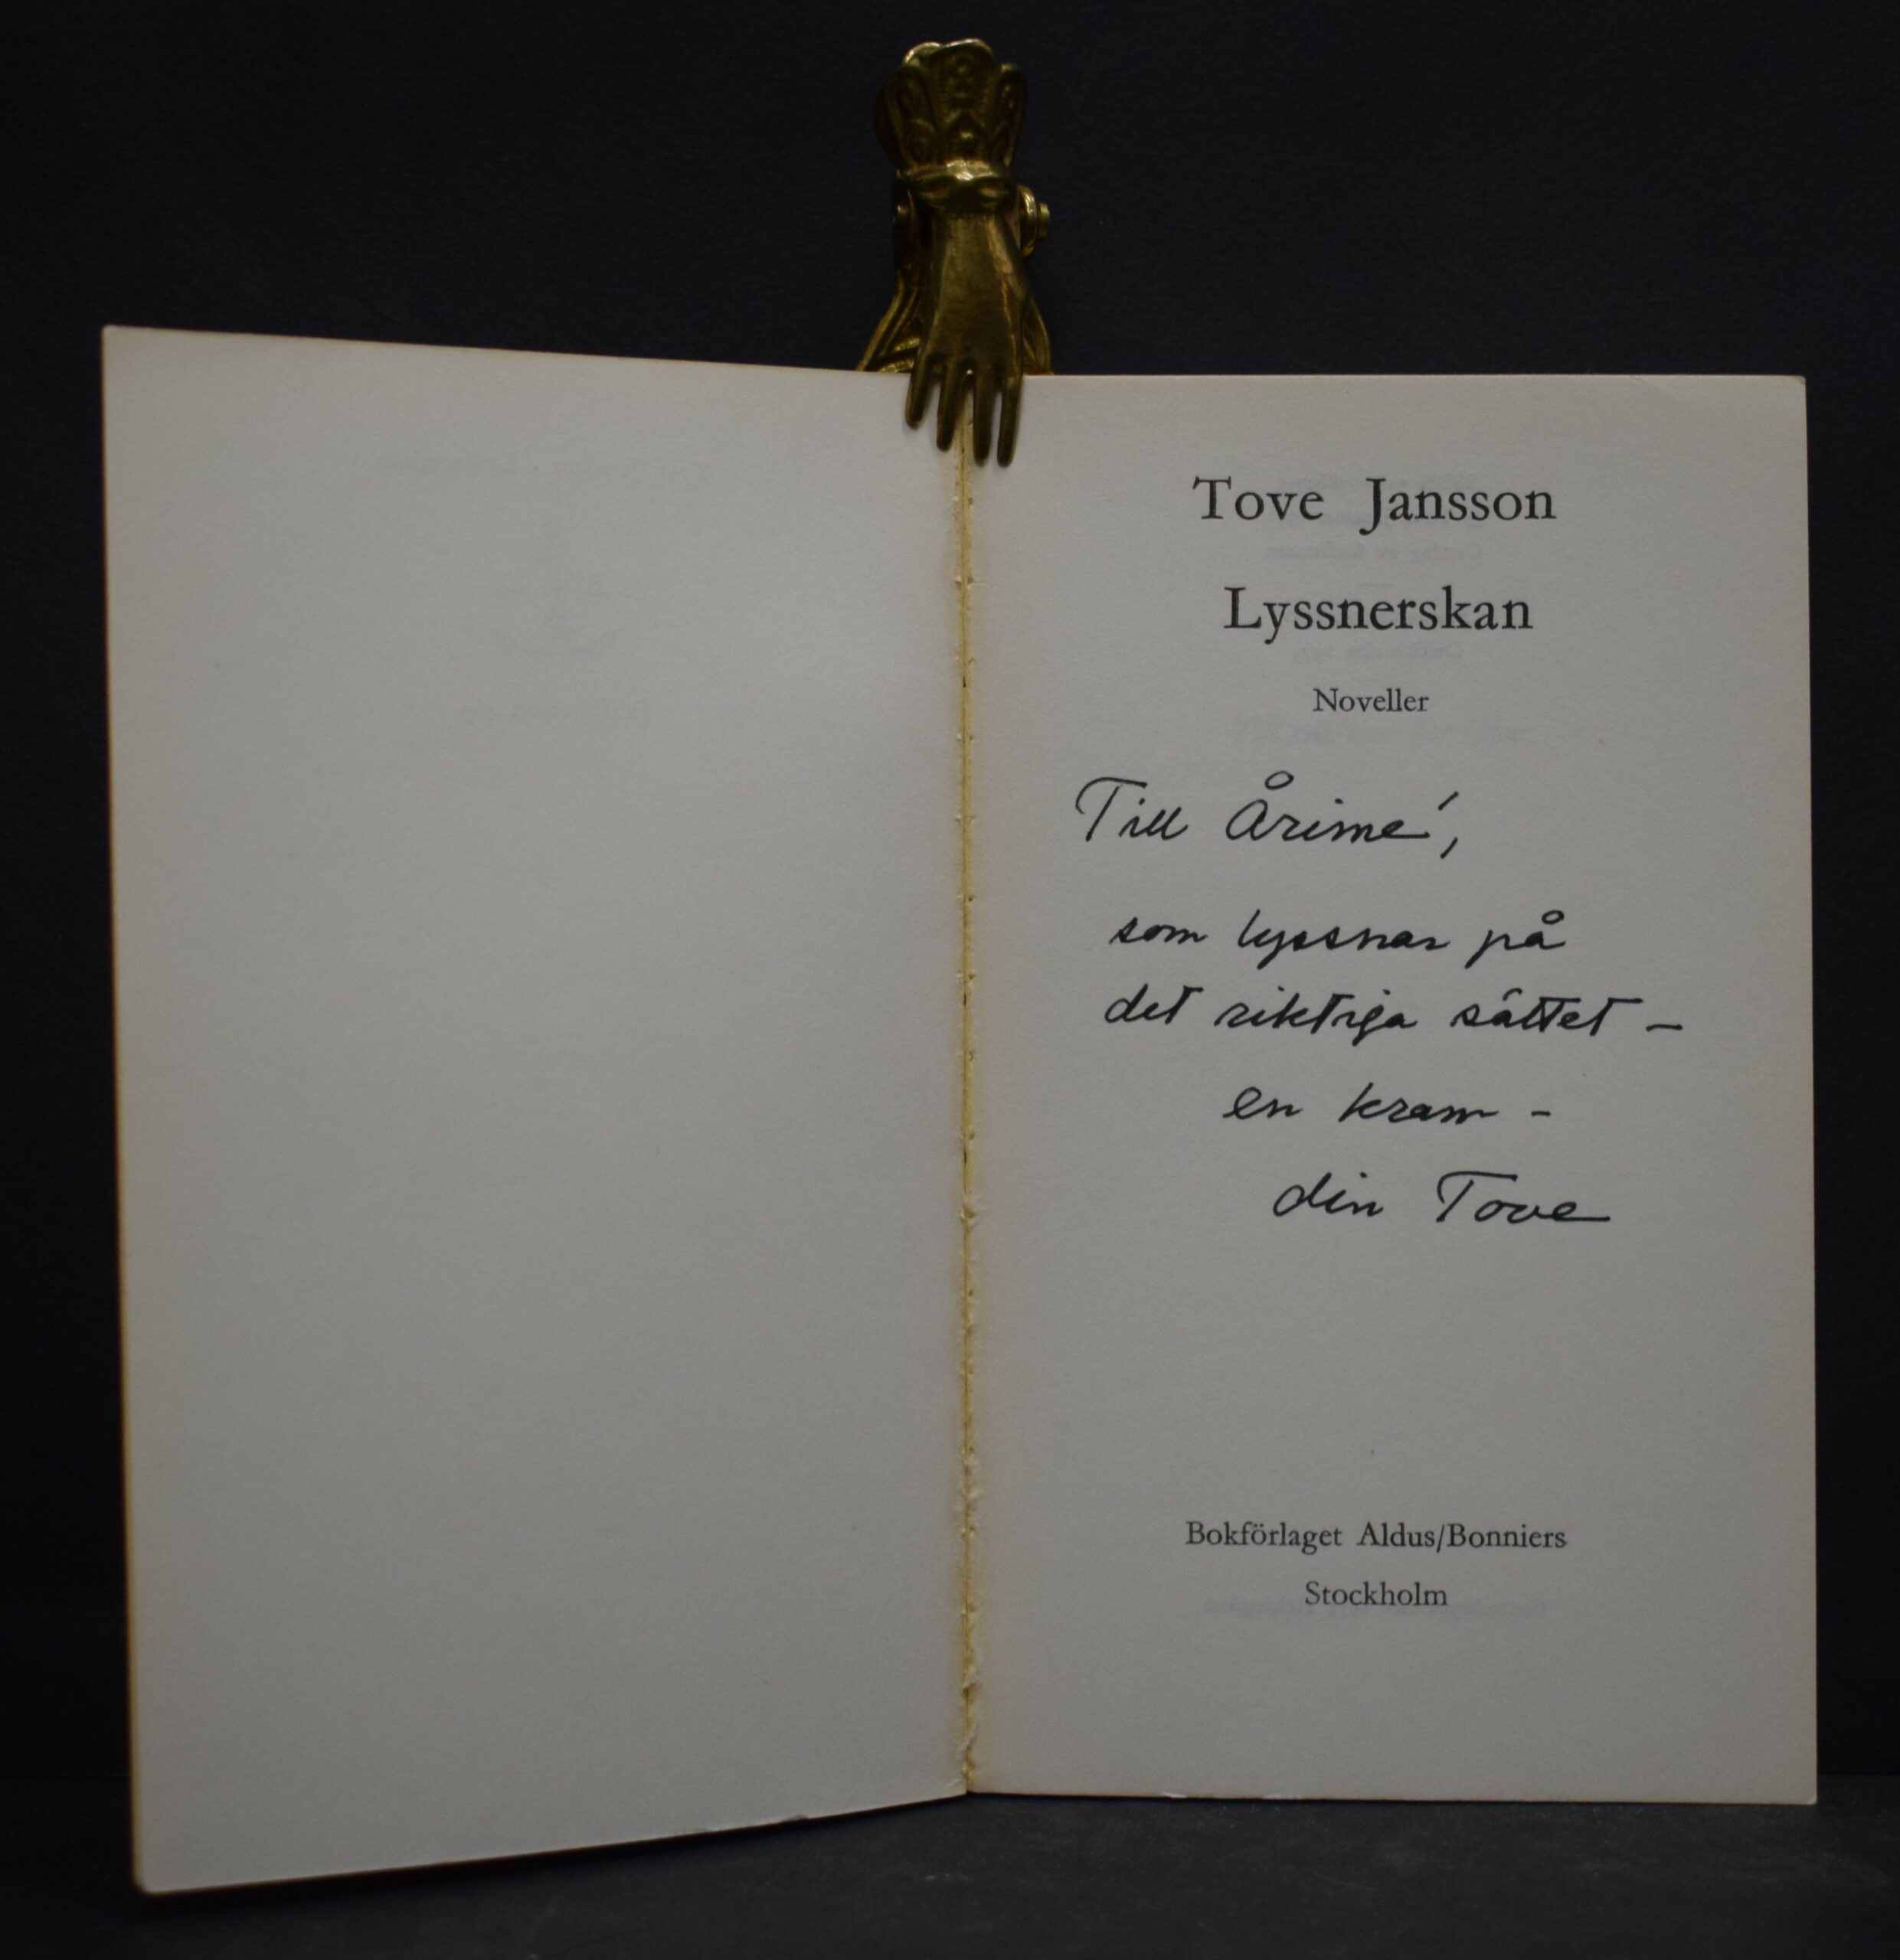 Tove Jansson
Lyssnerskan
Noveller
Till Årimé,
som lyssnar på
det riktiga sättet –
en kram –
din Tove
Bokförlaget Aldus/Bonniers
Stockholm